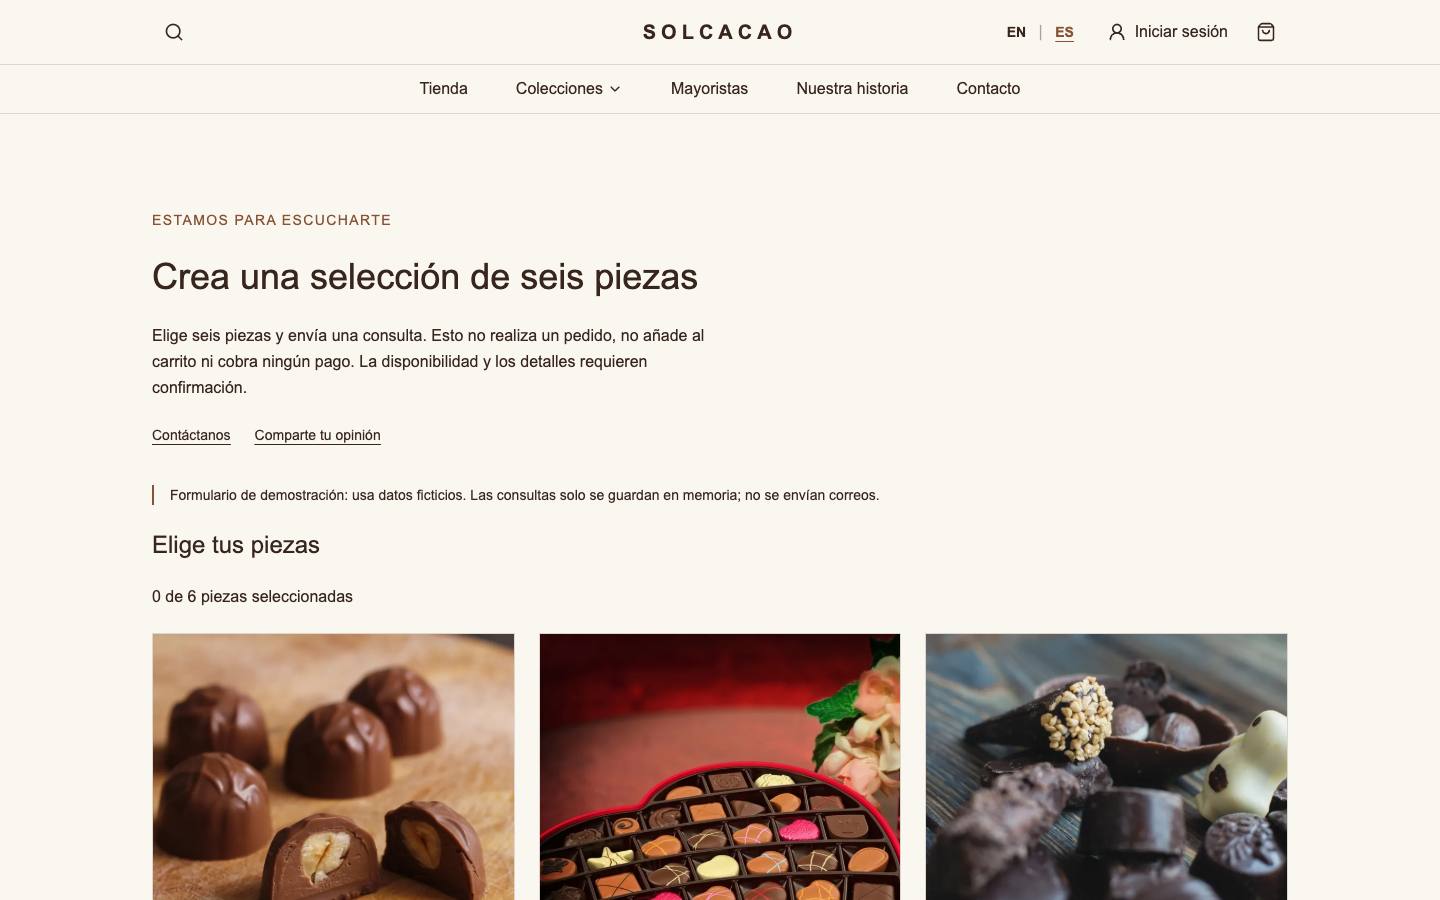 SOLCACAO
EN | ES
Iniciar sesión
Tienda
Colecciones
Mayoristas
Nuestra historia
Contacto
ESTAMOS PARA ESCUCHARTE
Crea una selección de seis piezas
Elige seis piezas y envía una consulta. Esto no realiza un pedido, no añade al
carrito ni cobra ningún pago. La disponibilidad y los detalles requieren
confirmación.
Contáctanos
Comparte tu opinión
Formulario de demostración: usa datos ficticios. Las consultas solo se guardan en memoria; no se envían correos.
Elige tus piezas
0 de 6 piezas seleccionadas